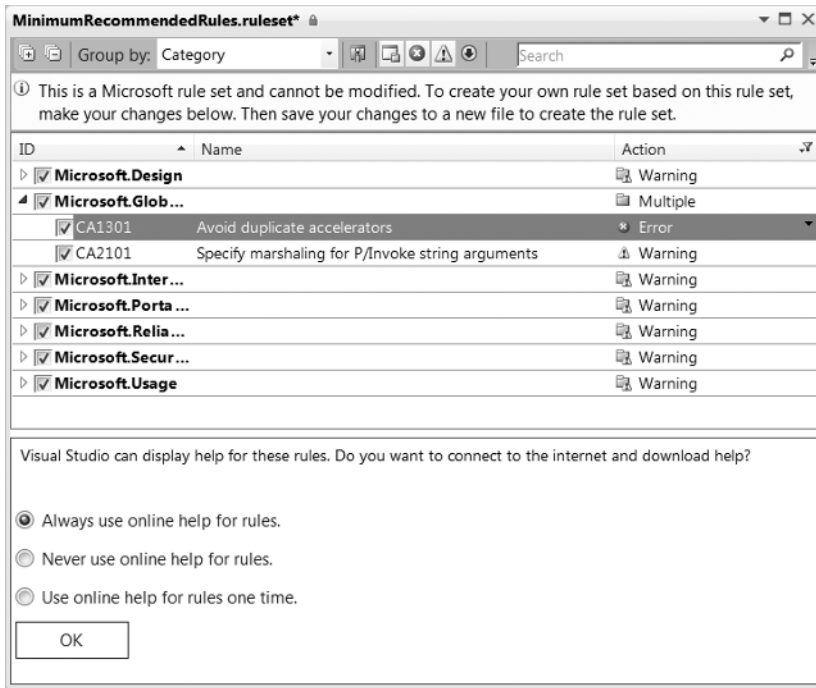 MinimumRecommendedRules.ruleset*
Group by: Category Search
This is a Microsoft rule set and cannot be modified. To create your own rule set based on this rule set,
make your changes below. Then save your changes to a new file to create the rule set.
ID Name Action
Microsoft.Design Warning
Microsoft.Glob... Multiple
CA1301 Avoid duplicate accelerators Error
CA2101 Specify marshaling for P/Invoke string arguments Warning
Microsoft.Inter... Warning
Microsoft.Porta... Warning
Microsoft.Relia... Warning
Microsoft.Secur... Warning
Microsoft.Usage Warning
Visual Studio can display help for these rules. Do you want to connect to the internet and download help?
Always use online help for rules.
Never use online help for rules.
Use online help for rules one time.
OK